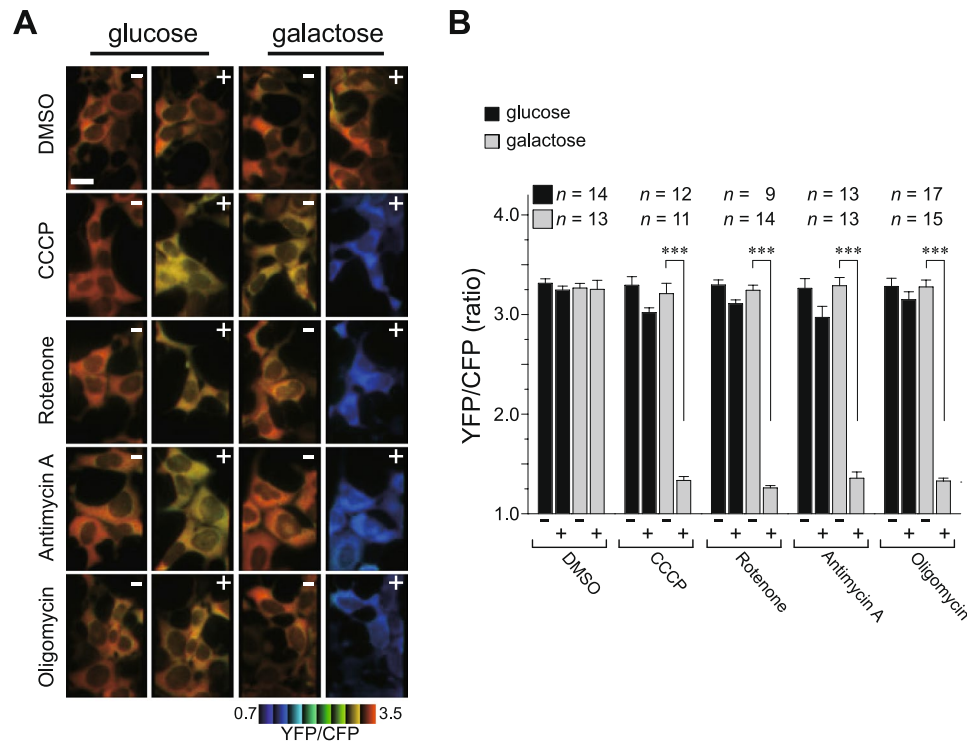 A
glucose galactose
- + - +
DMSO
- + - +
CCCP
- + - +
Rotenone
- + - +
Antimycin A
- + - +
Oligomycin
0.7 3.5
YFP/CFP
B
glucose
galactose
n = 14 n = 12 n = 9 n = 13 n = 17
n = 13 n = 11 n = 14 n = 13 n = 15
*** *** *** ***
4.0
3.0
2.0
1.0
YFP/CFP (ratio)
- + - + - + - + - + - + - + - + - + - +
DMSO
CCCP
Rotenone
Antimycin A
Oligomycin